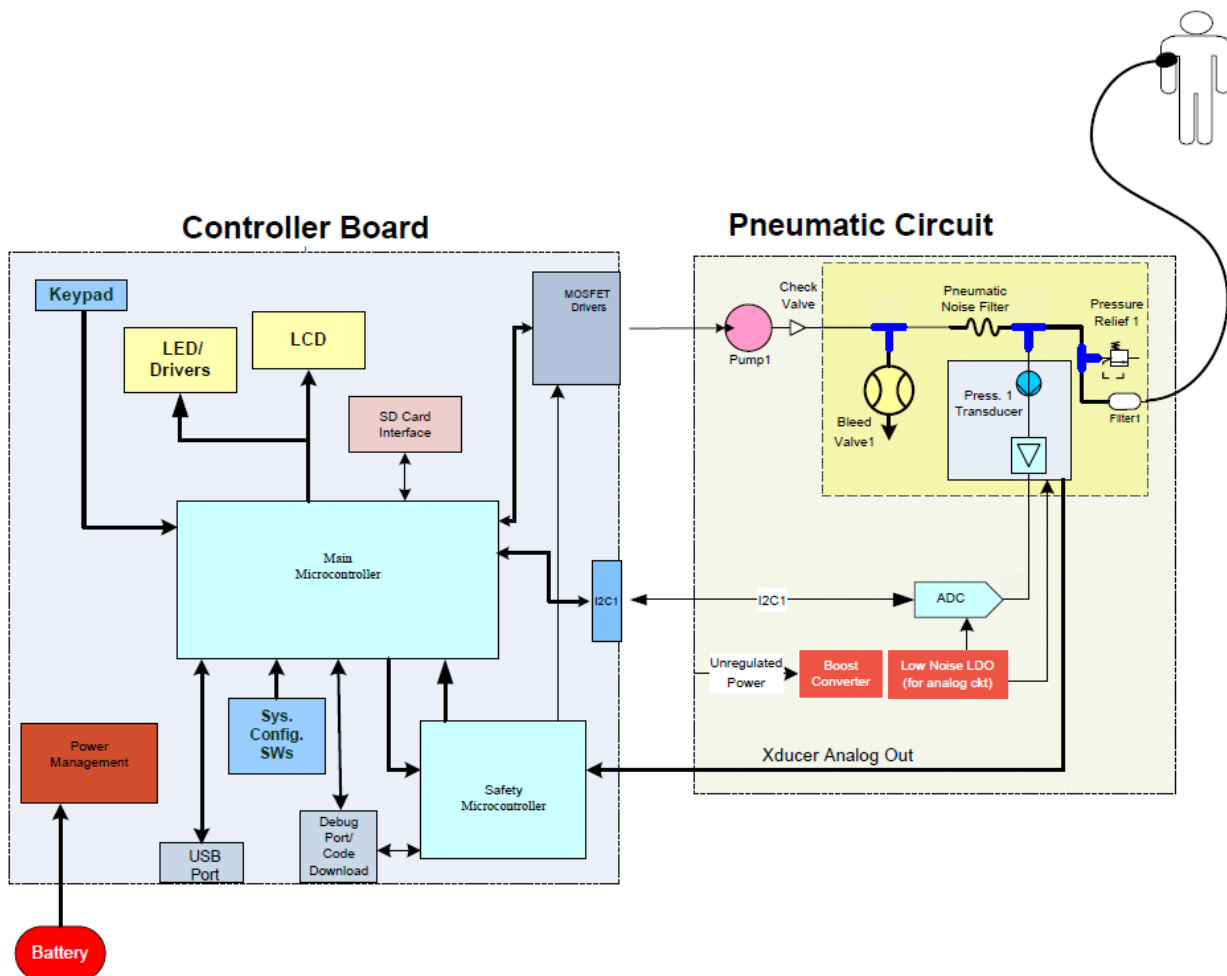 Controller Board
Pneumatic Circuit
Keypad
LED/
Drivers
LCD
SD Card
Interface
MOSFET
Drivers
Main
Microcontroller
I2C1
Sys.
Config.
SWs
Power
Management
Safety
Microcontroller
Debug
Port/
Code
Download
USB
Port
Battery
Pump1
Check
Valve
Pneumatic
Noise Filter
Pressure
Relief 1
Bleed
Valve1
Press. 1
Transducer
Filter1
I2C1
ADC
Unregulated
Power
Boost
Converter
Low Noise LDO
(for analog ckt)
Xducer Analog Out